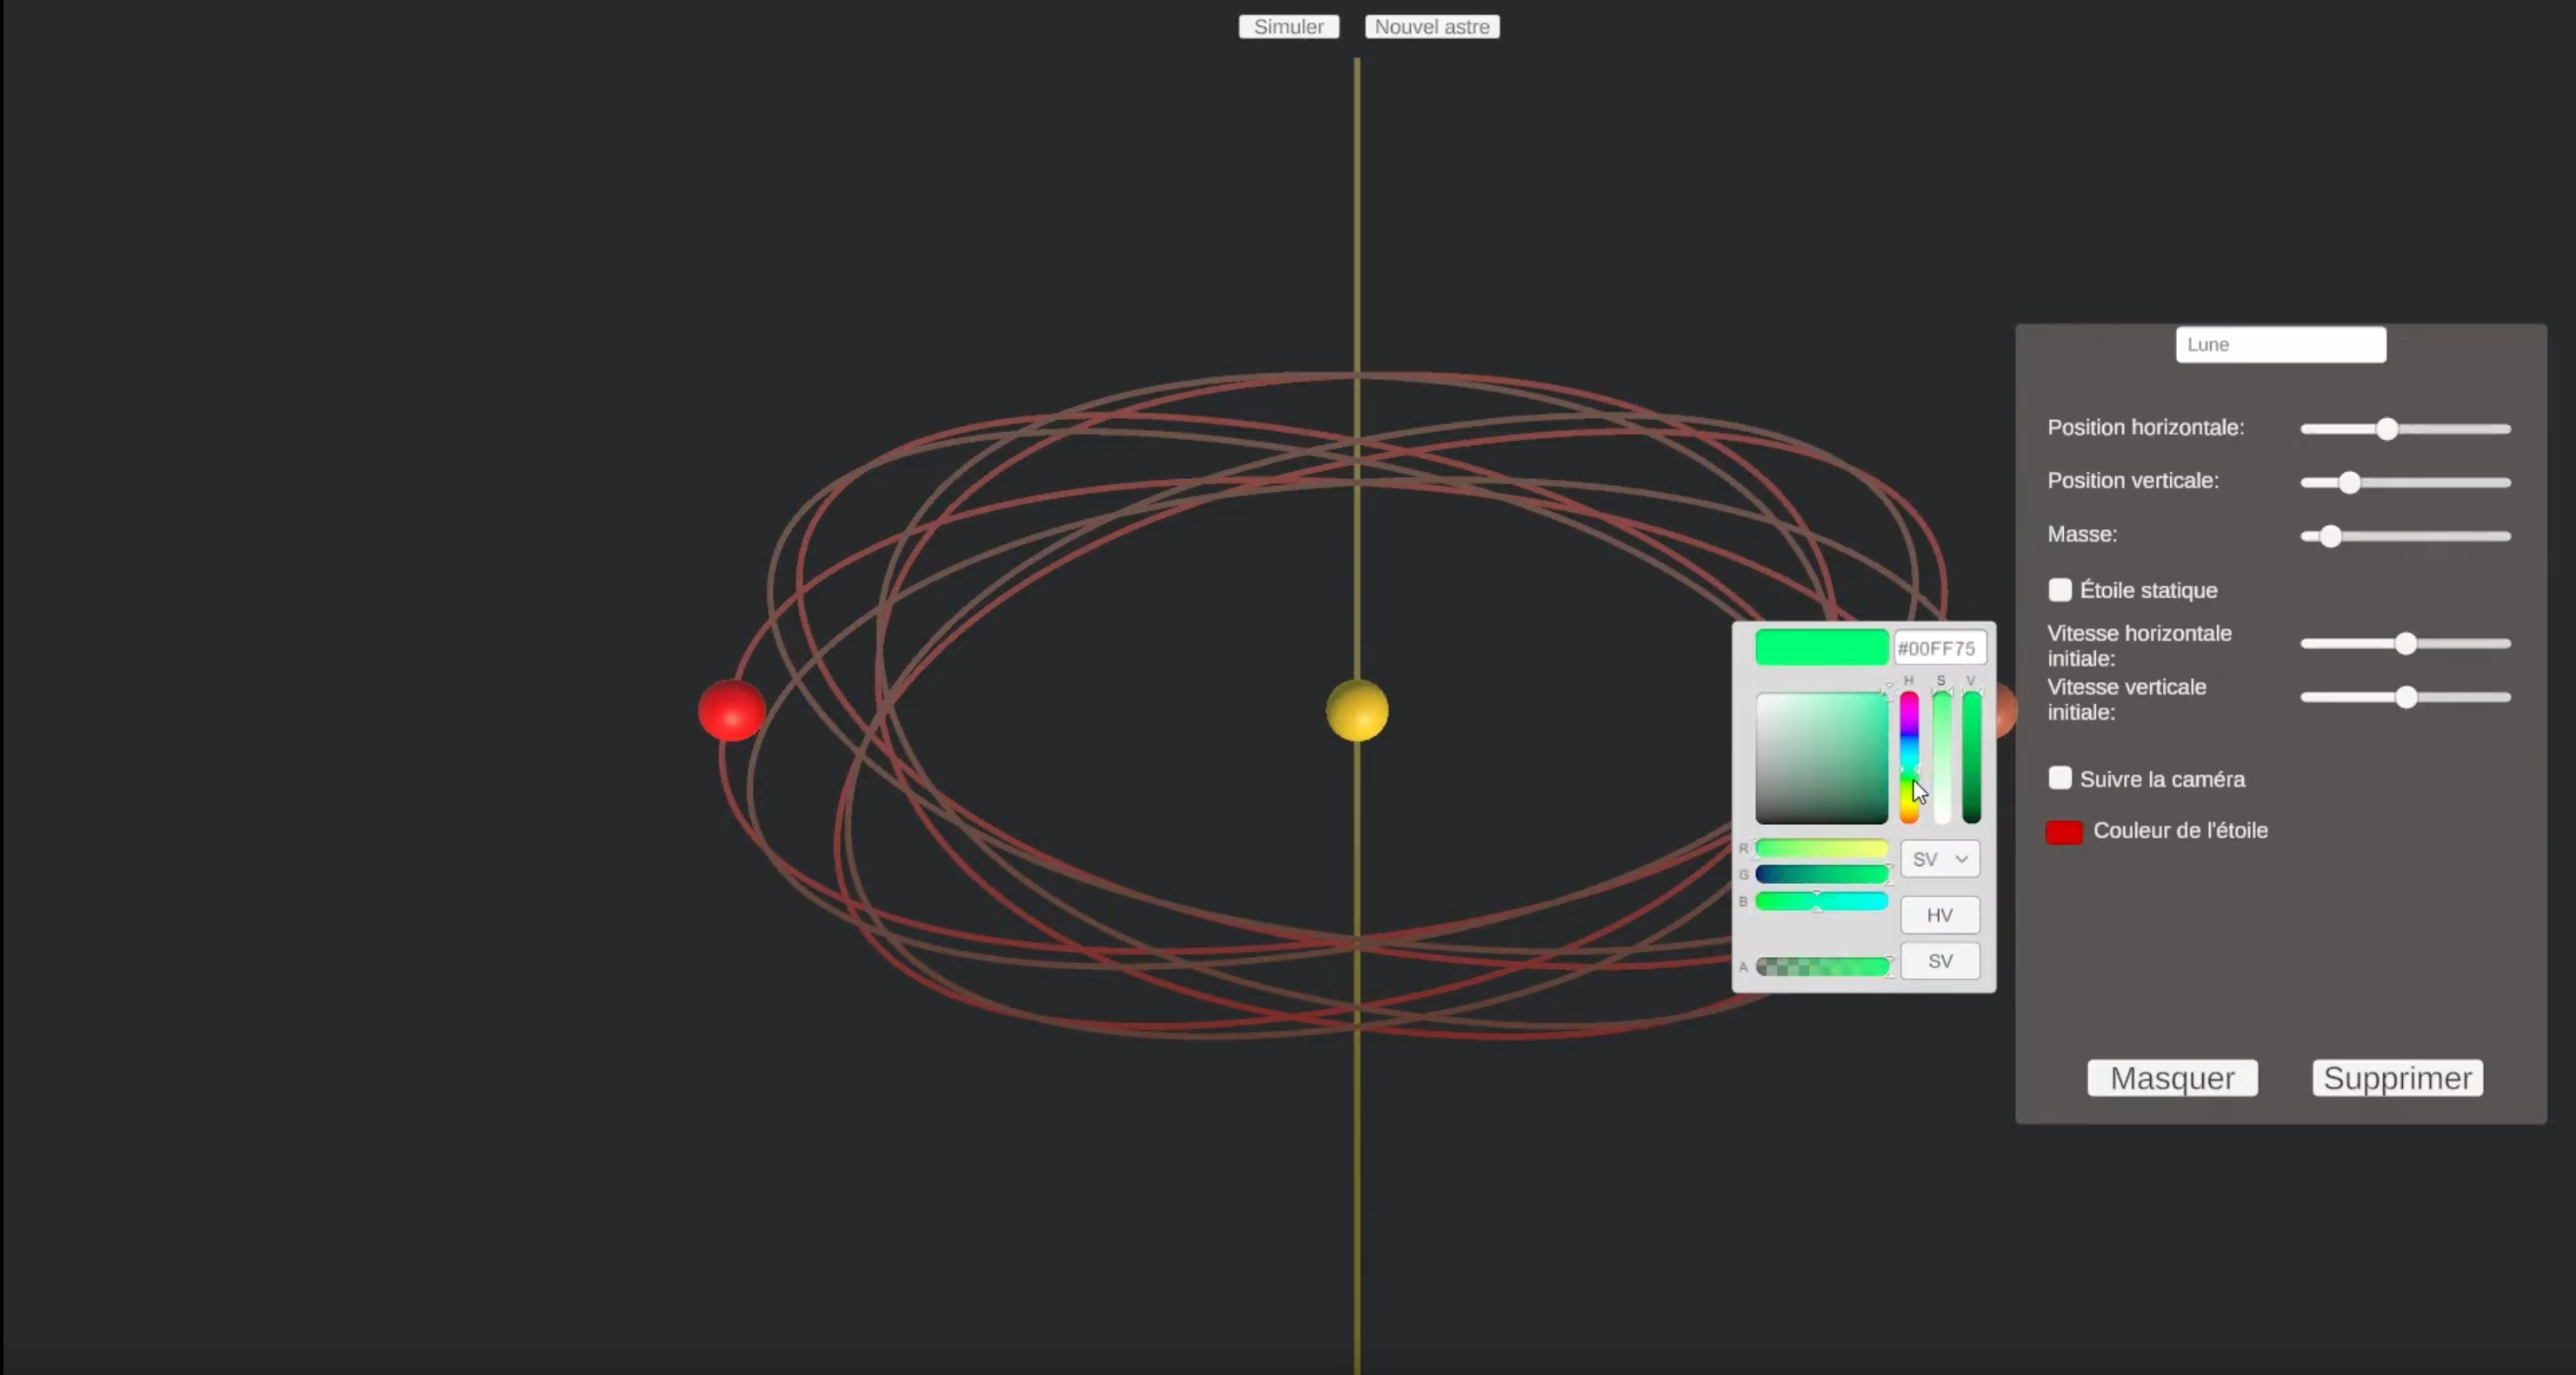 Simuler
Nouvel astre
Lune
Position horizontale:
Position verticale:
Masse:
Étoile statique
Vitesse horizontale
initiale:
Vitesse verticale
initiale:
Suivre la caméra
Couleur de l'étoile
Masquer
Supprimer
#00FF75
H S V
R
G
B
A
SV
HV
SV